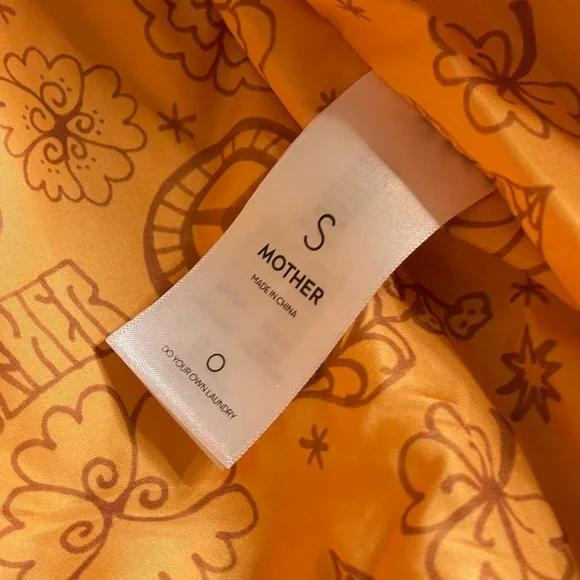 S
MOTHER
MADE IN CHINA
O
DO YOUR OWN LAUNDRY